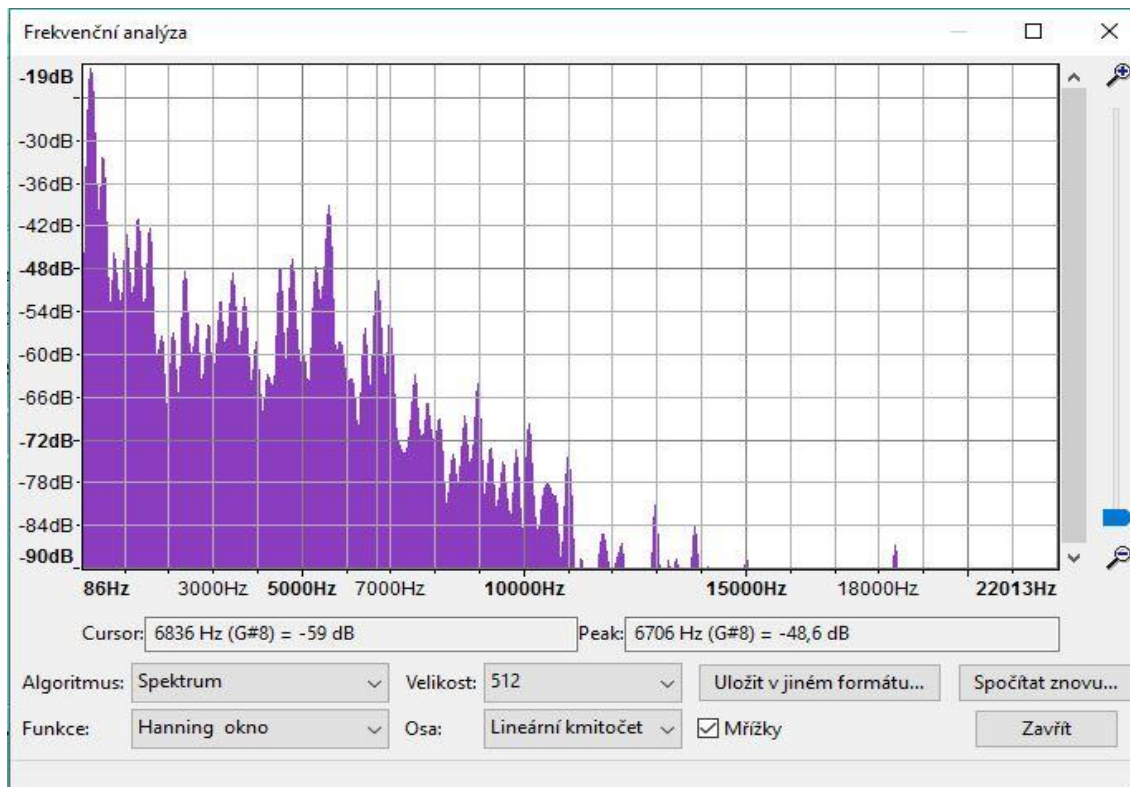 Frekvenční analýza
-19dB
-30dB
-36dB
-42dB
-48dB
-54dB
-60dB
-66dB
-72dB
-78dB
-84dB
-90dB
86Hz 3000Hz 5000Hz 7000Hz 10000Hz 15000Hz 18000Hz 22013Hz
Cursor: 6836 Hz (G#8) = -59 dB Peak: 6706 Hz (G#8) = -48,6 dB
Algoritmus: Spektrum Velikost: 512 Uložit v jiném formátu... Spočítat znovu...
Funkce: Hanning okno Osa: Lineární kmitočet Mřížky Zavřít